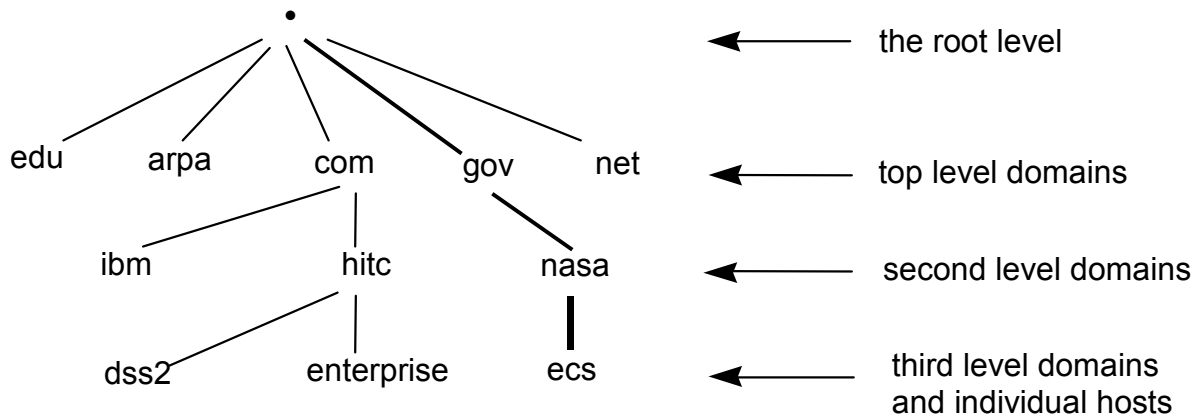 the root level
edu arpa com gov net
top level domains
ibm hitc nasa
second level domains
dss2 enterprise ecs
third level domains
and individual hosts